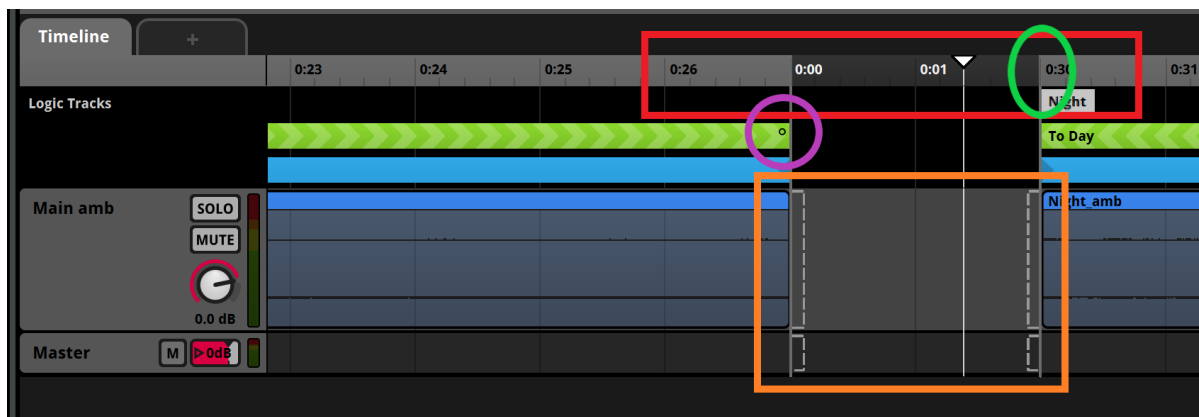 Timeline +
0:23 0:24 0:25 0:26 0:00 0:01 0:30 0:31
Logic Tracks
Night
To Day
Main amb SOLO Night_amb
MUTE
0.0 dB
Master M 0dB